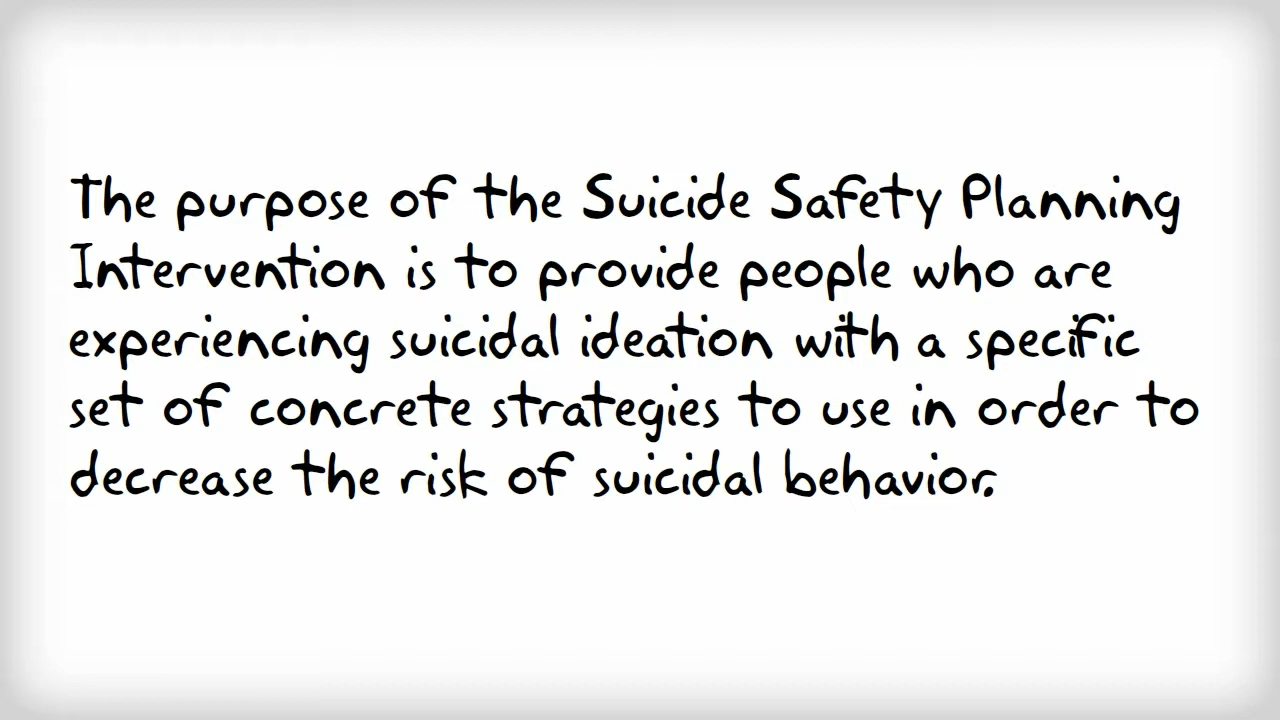 The purpose of the Suicide Safety Planning
Intervention is to provide people who are
experiencing suicidal ideation with a specific
set of concrete strategies to use in order to
decrease the risk of suicidal behavior.